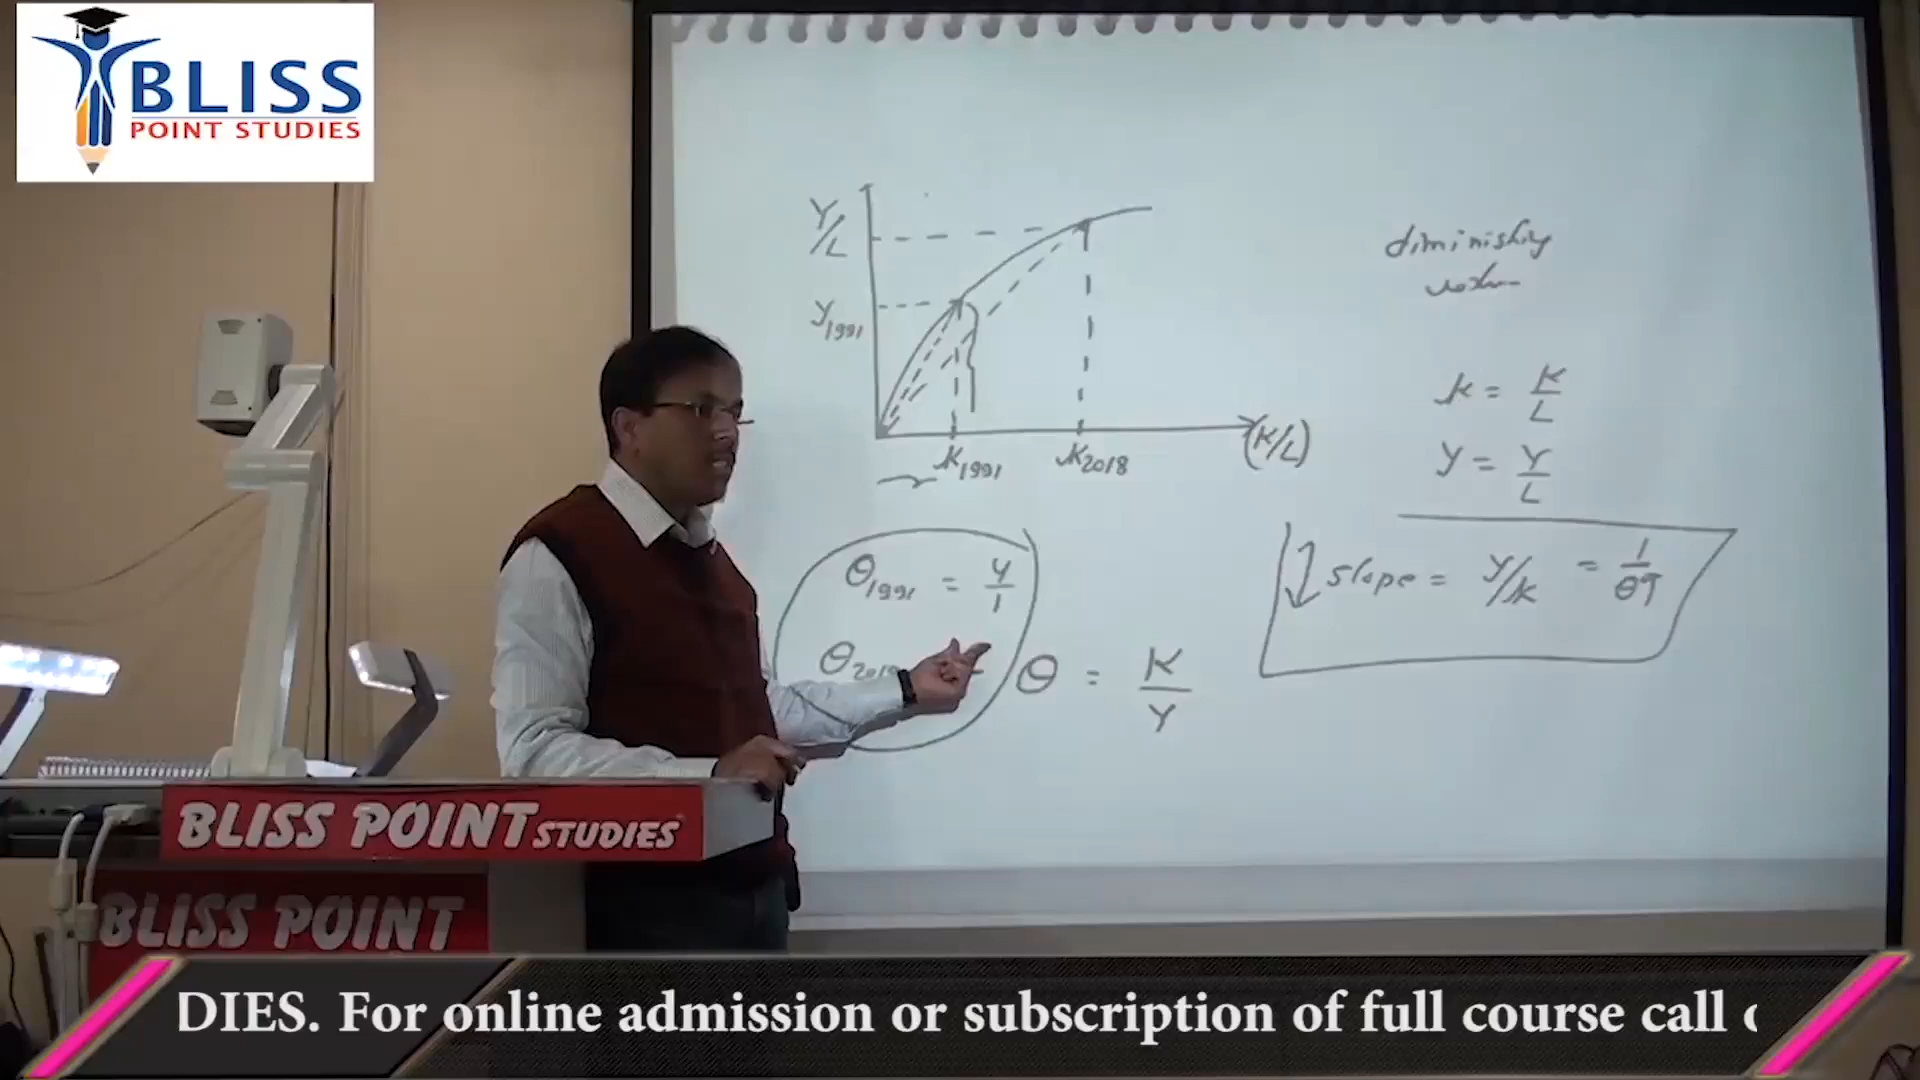 BLISS
POINT STUDIES
Y/L
y1991
k1991
k2018
(K/L)
diminishing
k = K/L
y = Y/L
slope = y/k = 1/θ↑
θ1991 = 4/1
θ = K/Y
BLISS POINT STUDIES
BLISS POINT
DIES. For online admission or subscription of full course call